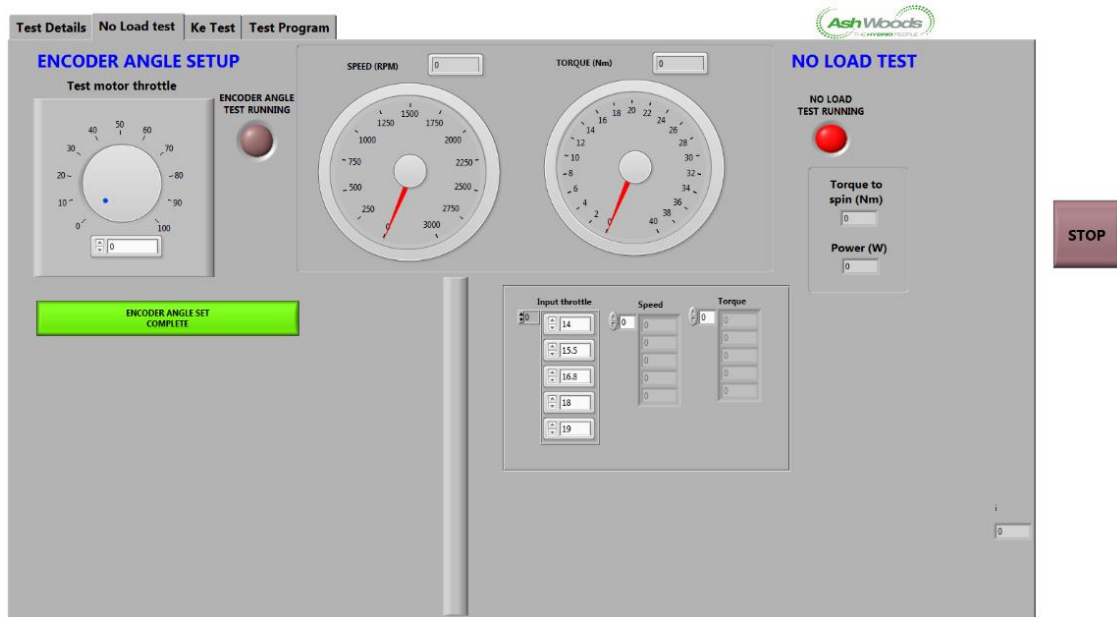 Test Details No Load test Ke Test Test Program
AshWoods
THE HYBRID PEOPLE
ENCODER ANGLE SETUP
Test motor throttle
0 10 20 30 40 50 60 70 80 90 100
0
ENCODER ANGLE
TEST RUNNING
SPEED (RPM) 0
0 250 500 750 1000 1250 1500 1750 2000 2250 2500 2750 3000
TORQUE (Nm) 0
0 2 4 6 8 10 12 14 16 18 20 22 24 26 28 30 32 34 36 38 40
NO LOAD TEST
NO LOAD
TEST RUNNING
Torque to
spin (Nm)
0
Power (W)
0
STOP
ENCODER ANGLE SET
COMPLETE
Input throttle Speed Torque
0 14 0 0 0 0
15.5 0 0
16.8 0 0
18 0 0
19 0 0
i
0